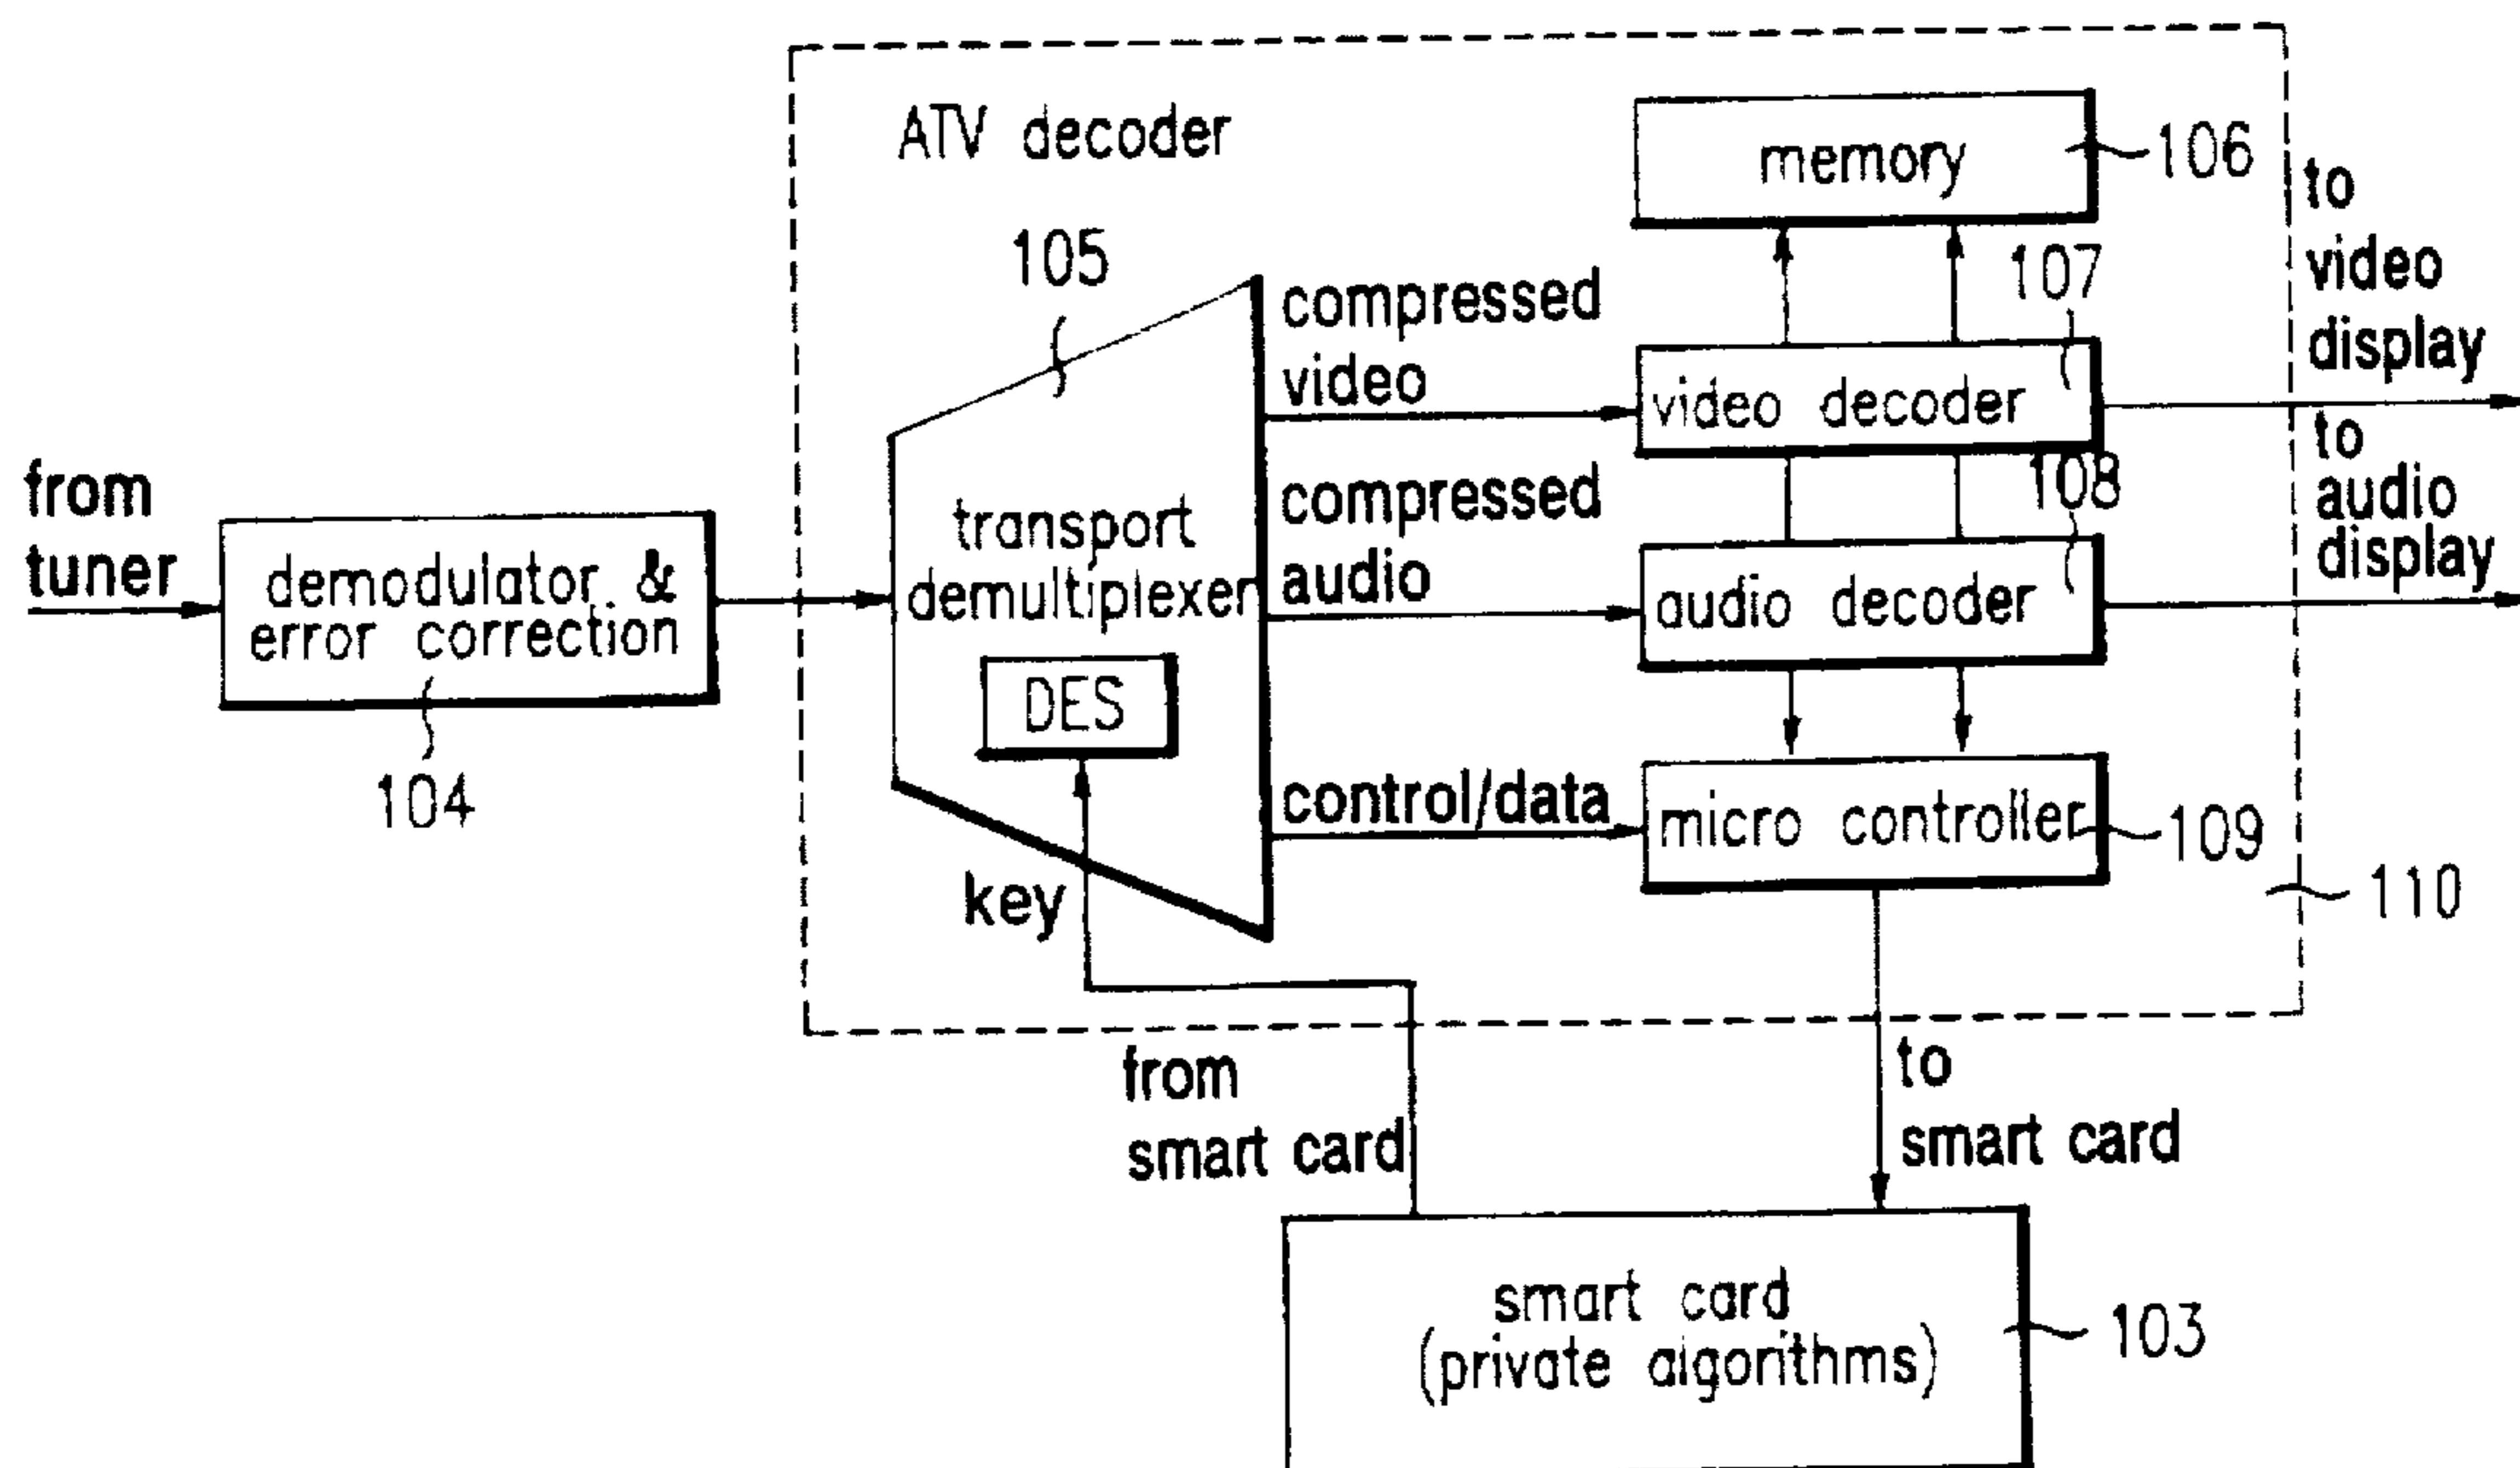 ATV decoder
from
tuner
demodulator &
error correction
104
105
transport
demultiplexer
DES
key
compressed
video
compressed
audio
control/data
memory
106
107
video decoder
108
audio decoder
micro controller
109
110
to
video
display
to
audio
display
from
smart card
to
smart card
smart card
(private algorithms)
103